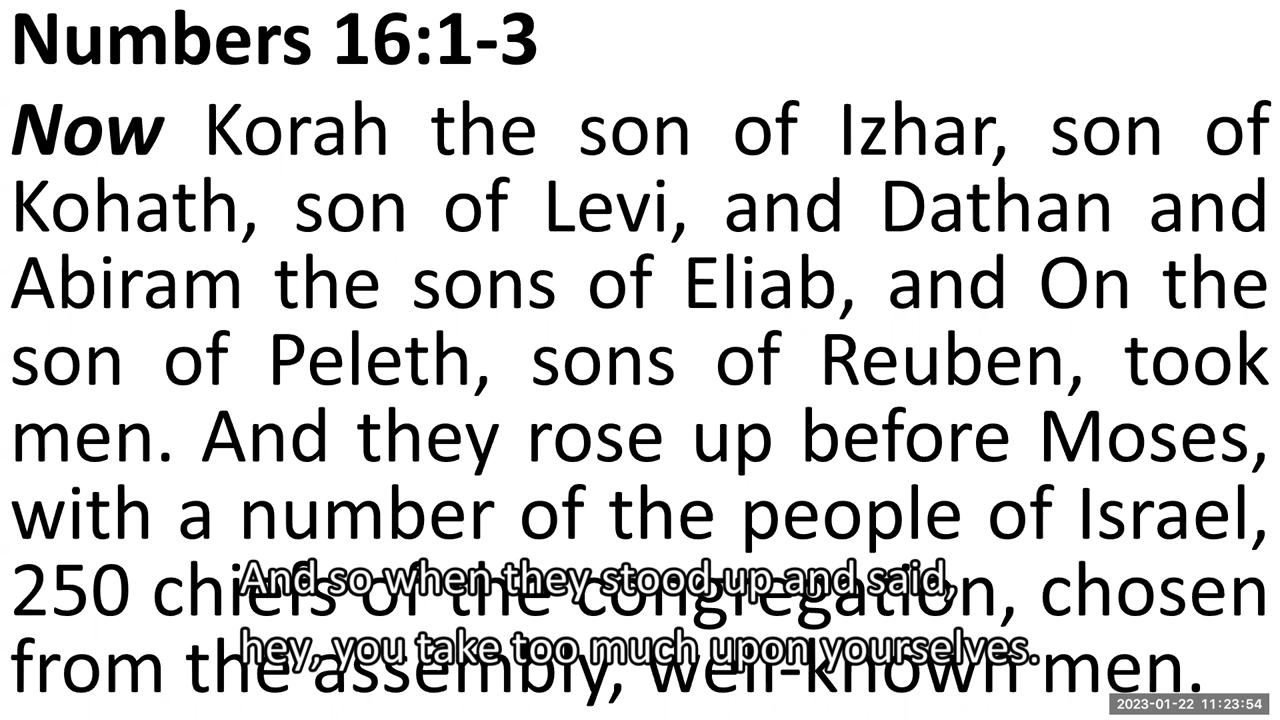 Numbers 16:1-3
Now Korah the son of Izhar, son of
Kohath, son of Levi, and Dathan and
Abiram the sons of Eliab, and On the
son of Peleth, sons of Reuben, took
men. And they rose up before Moses,
with a number of the people of Israel,
250 chiefs of the congregation, chosen
And so when they stood up and said,
from the assembly, well-known men.
hey, you take too much upon yourselves.
2023-01-22 11:23:54